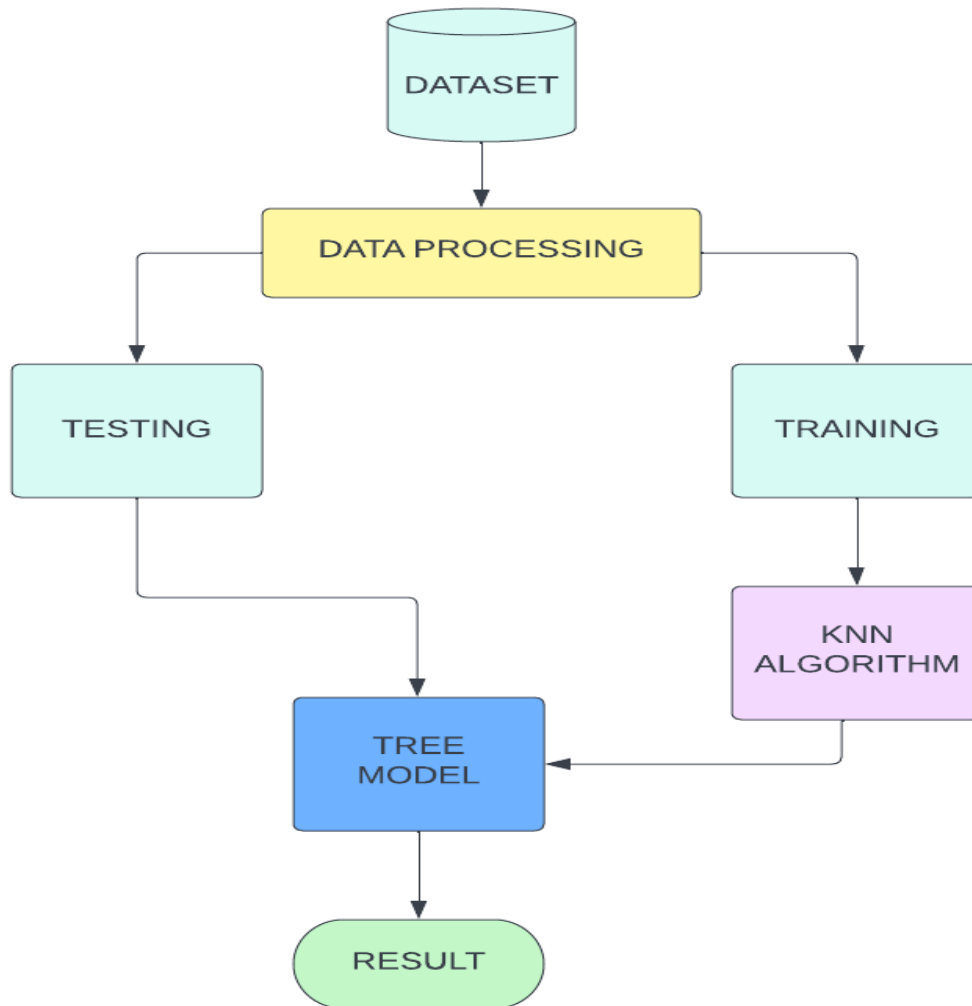 DATASET
DATA PROCESSING
TESTING
TRAINING
KNN
ALGORITHM
TREE
MODEL
RESULT